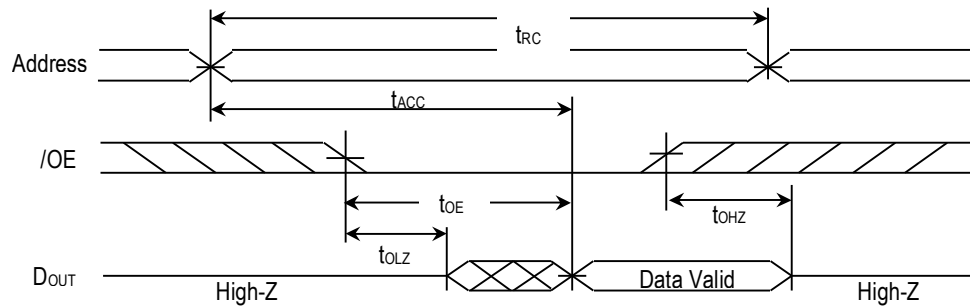 tRC
Address
tACC
/OE
tOE
tOHZ
tOLZ
DOUT
High-Z
Data Valid
High-Z